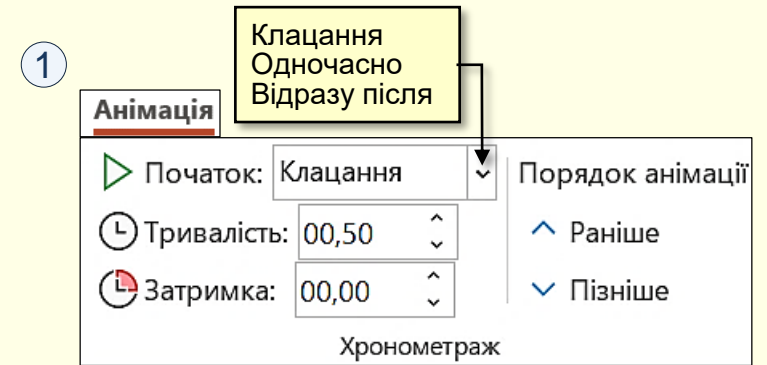 1
Клацання
Одночасно
Відразу після
Анімація
Початок: Клацання
Порядок анімації
Тривалість: 00,50
Раніше
Затримка: 00,00
Пізніше
Хронометраж